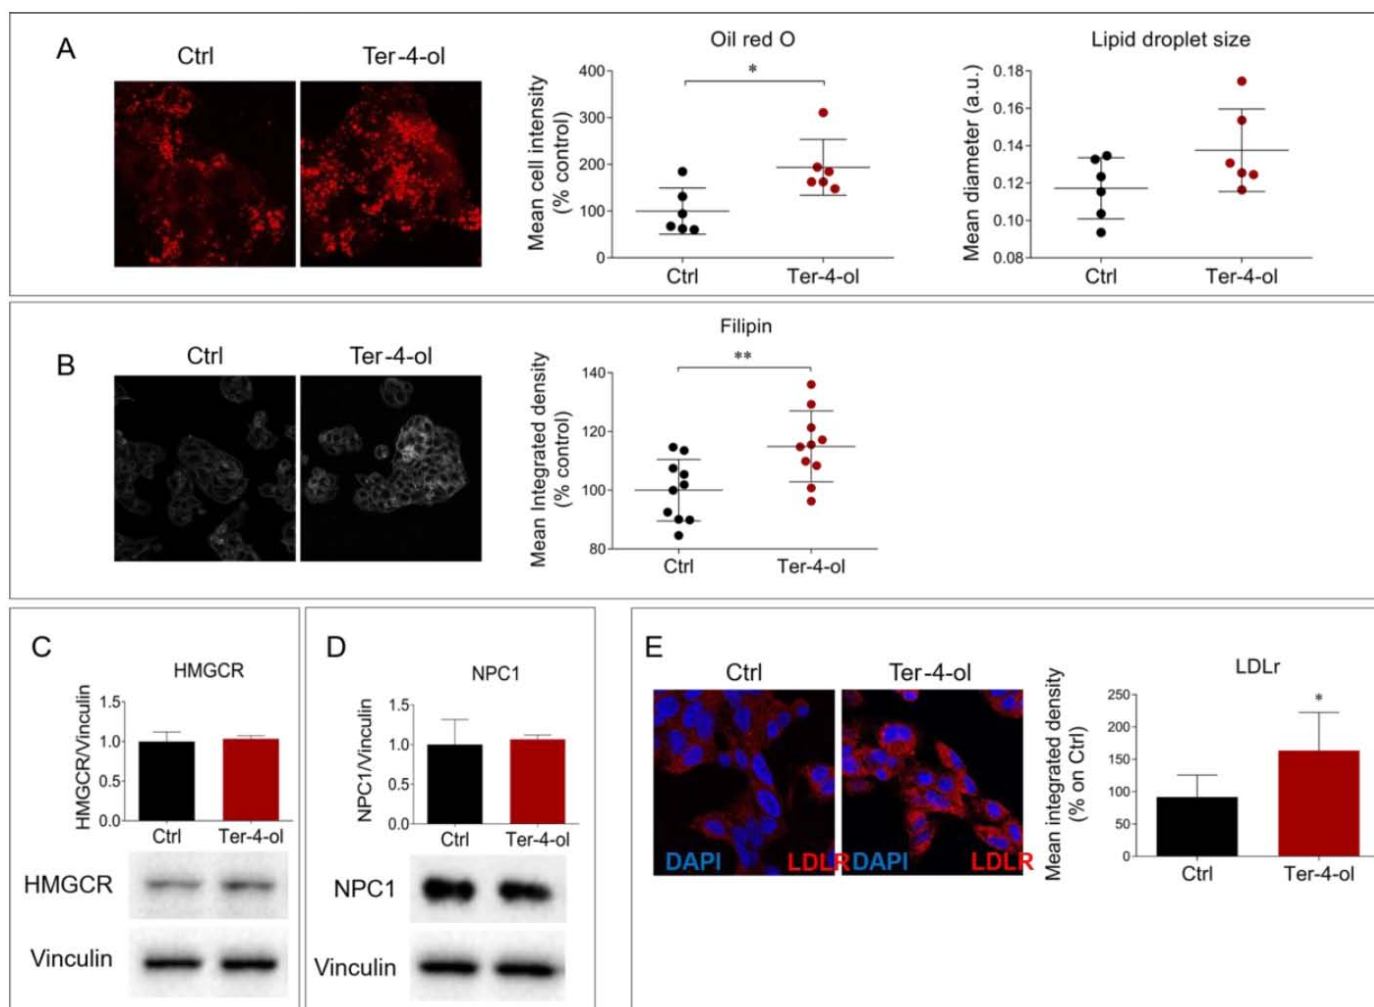 A
Ctrl
Ter-4-ol
Oil red O
Mean cell intensity
(% control)
400
300
200
100
0
*
Ctrl
Ter-4-ol
Lipid droplet size
Mean diameter (a.u.)
0.18
0.16
0.14
0.12
0.10
0.08
Ctrl
Ter-4-ol
B
Ctrl
Ter-4-ol
Filipin
Mean Integrated density
(% control)
140
120
100
80
**
Ctrl
Ter-4-ol
C
HMGCR
HMGCR/Vinculin
1.5
1.0
0.5
0.0
Ctrl
Ter-4-ol
HMGCR
Vinculin
D
NPC1
NPC1/Vinculin
1.5
1.0
0.5
0.0
Ctrl
Ter-4-ol
NPC1
Vinculin
E
Ctrl
Ter-4-ol
DAPI
LDLR
DAPI
LDLR
LDLr
Mean integrated density
(% on Ctrl)
250
200
150
100
50
0
*
Ctrl
Ter-4-ol